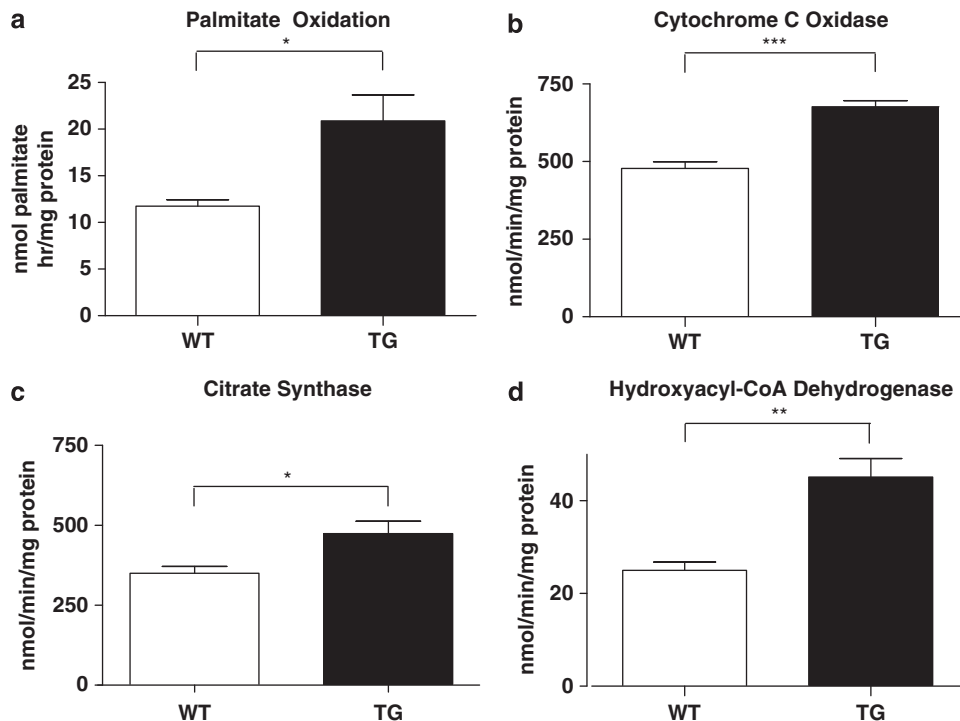 a
Palmitate Oxidation
*
nmol palmitate
hr/mg protein
25
20
15
10
5
0
WT
TG
b
Cytochrome C Oxidase
***
nmol/min/mg protein
750
500
250
0
WT
TG
c
Citrate Synthase
*
nmol/min/mg protein
750
500
250
0
WT
TG
d
Hydroxyacyl-CoA Dehydrogenase
**
nmol/min/mg protein
40
20
0
WT
TG